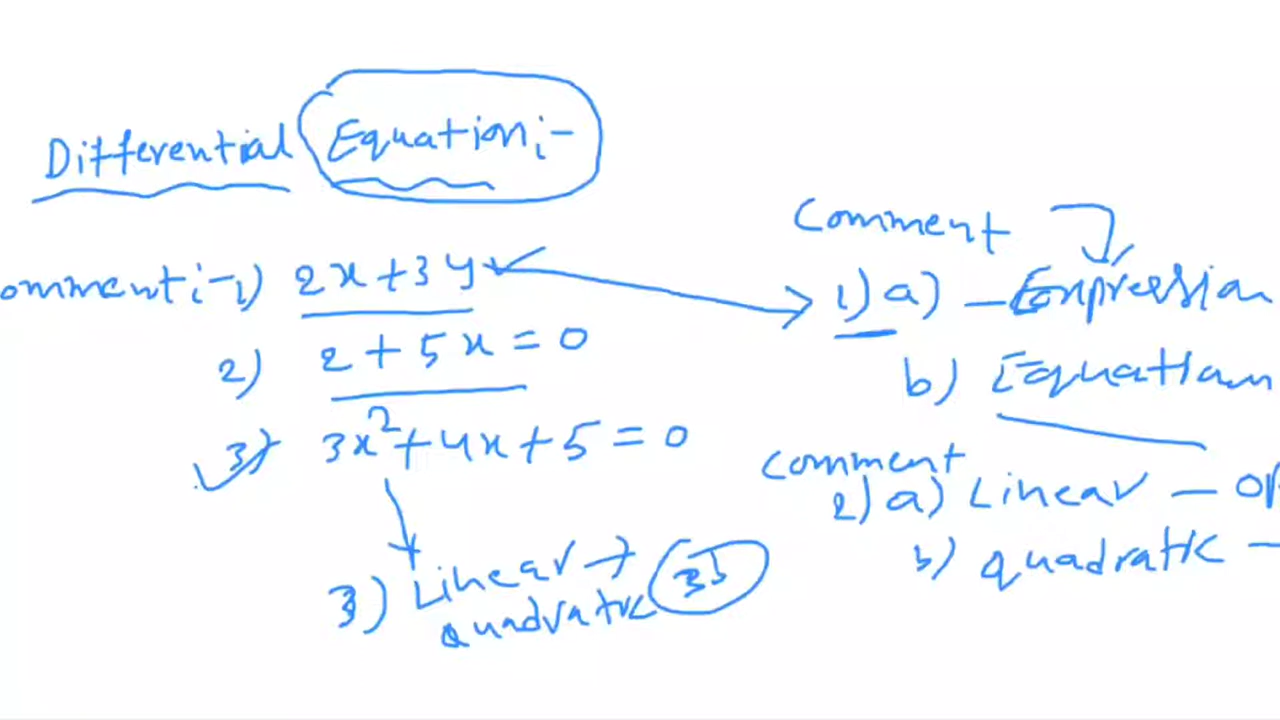 Differential Equation:-
omment:-1) 2x+3y
2) 2+5x=0
3) 3x²+4x+5=0
3) Linear →
quadratic 3b
Comment
1) a) - Expression
b) Equation
comment
2) a) Linear - or
b) quadratic -